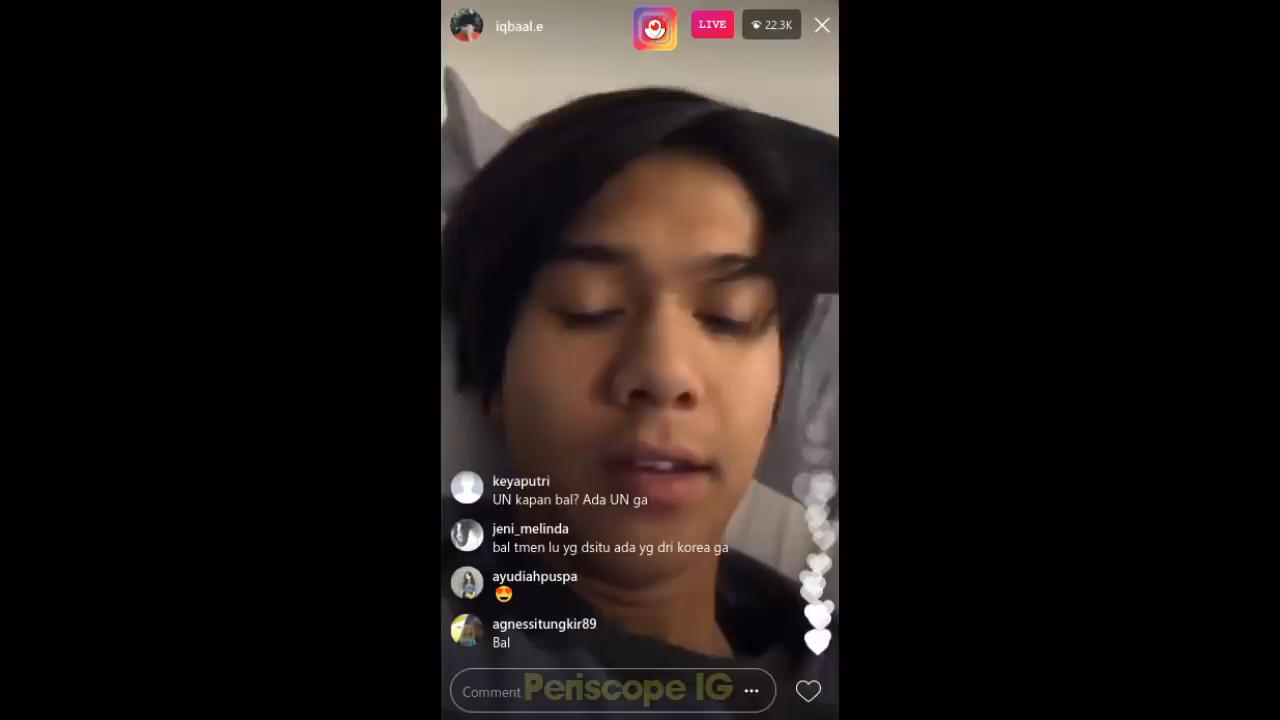 iqbaal.e
LIVE
22.3K
keyaputri
UN kapan bal? Ada UN ga
jeni_melinda
bal tmen lu yg dsitu ada yg dri korea ga
ayudiahpuspa
😍
agnessitungkir89
Bal
Comment
Periscope IG